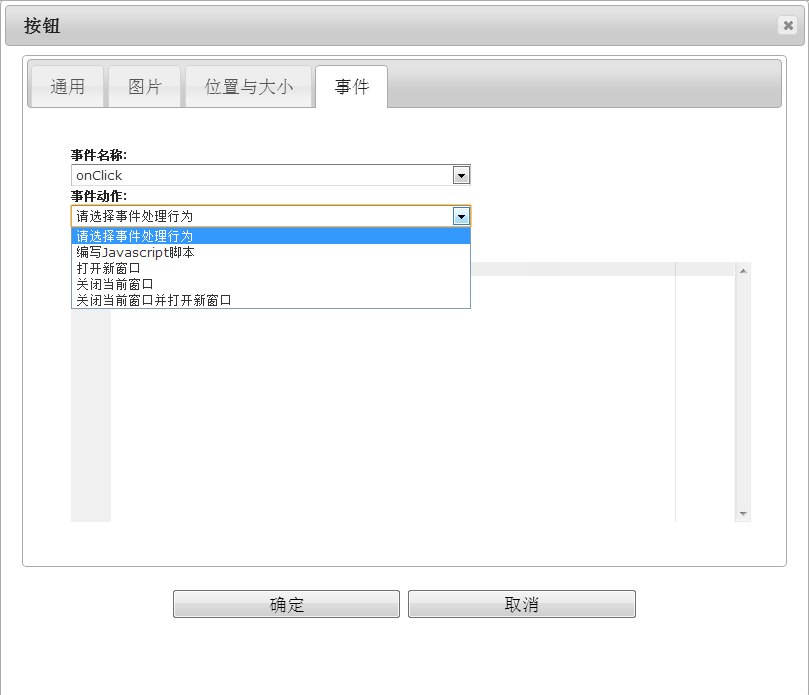 按钮
通用 图片 位置与大小 事件
事件名称:
onClick
事件动作:
请选择事件处理行为
请选择事件处理行为
编写Javascript脚本
打开新窗口
关闭当前窗口
关闭当前窗口并打开新窗口
确定 取消